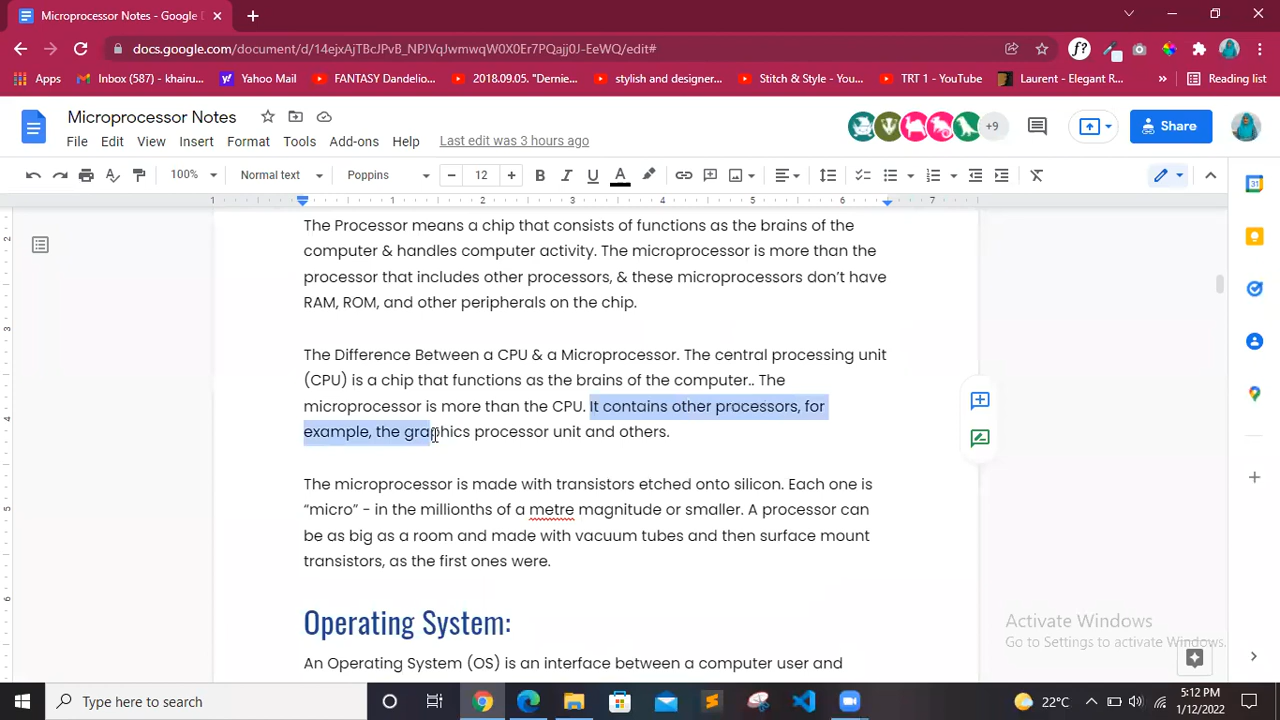 Microprocessor Notes - Google D
docs.google.com/document/d/14ejxAjTBcJPvB_NPJVqJwmwqW0X0Er7PQajj0J-EeWQ/edit#
Apps
Inbox (587) - khairu...
Yahoo Mail
FANTASY Dandelio...
2018.09.05. "Dernie...
stylish and designer...
Stitch & Style - You...
TRT 1 - YouTube
Laurent - Elegant R...
Reading list
Microprocessor Notes
+9
Share
File Edit View Insert Format Tools Add-ons Help Last edit was 3 hours ago
100% Normal text Poppins 12
1 1 2 3 4 5 6 7
The Processor means a chip that consists of functions as the brains of the
computer & handles computer activity. The microprocessor is more than the
processor that includes other processors, & these microprocessors don't have
RAM, ROM, and other peripherals on the chip.
The Difference Between a CPU & a Microprocessor. The central processing unit
(CPU) is a chip that functions as the brains of the computer.. The
microprocessor is more than the CPU. It contains other processors, for
example, the graphics processor unit and others.
The microprocessor is made with transistors etched onto silicon. Each one is
“micro” - in the millionths of a metre magnitude or smaller. A processor can
be as big as a room and made with vacuum tubes and then surface mount
transistors, as the first ones were.
Operating System:
An Operating System (OS) is an interface between a computer user and
Activate Windows
Go to Settings to activate Windows.
Type here to search
22°C
5:12 PM
1/12/2022